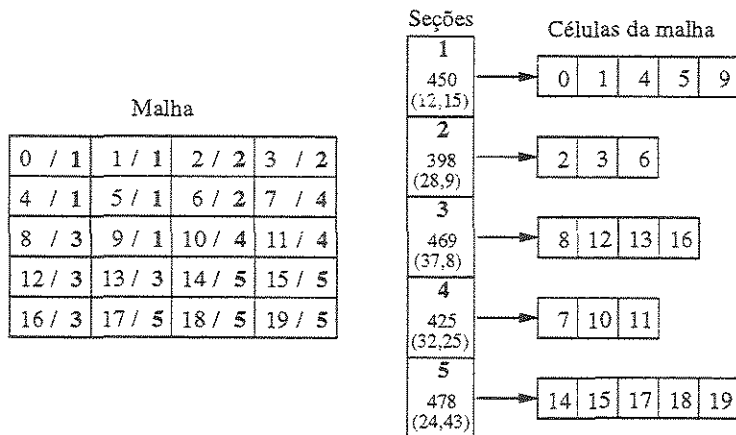 Malha
0 / 1 1 / 1 2 / 2 3 / 2
4 / 1 5 / 1 6 / 2 7 / 4
8 / 3 9 / 1 10 / 4 11 / 4
12 / 3 13 / 3 14 / 5 15 / 5
16 / 3 17 / 5 18 / 5 19 / 5
Seções
Células da malha
1
450
(12,15)
0 1 4 5 9
2
398
(28,9)
2 3 6
3
469
(37,8)
8 12 13 16
4
425
(32,25)
7 10 11
5
478
(24,43)
14 15 17 18 19